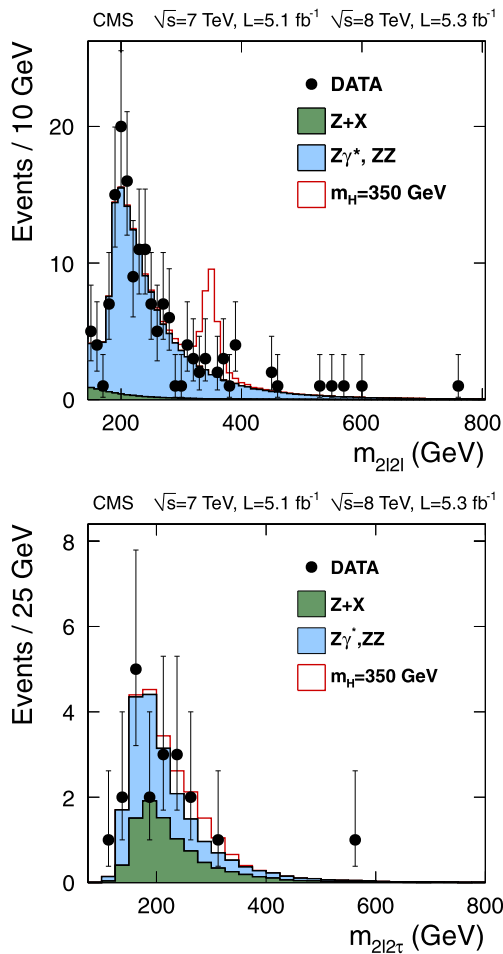 CMS √s=7 TeV, L=5.1 fb⁻¹ √s=8 TeV, L=5.3 fb⁻¹
Events / 10 GeV
20
10
0
DATA
Z+X
Zγ*, ZZ
m_H=350 GeV
200 400 600 800
m_2l2l (GeV)
CMS √s=7 TeV, L=5.1 fb⁻¹ √s=8 TeV, L=5.3 fb⁻¹
Events / 25 GeV
8
6
4
2
0
DATA
Z+X
Zγ*,ZZ
m_H=350 GeV
200 400 600 800
m_2l2τ (GeV)